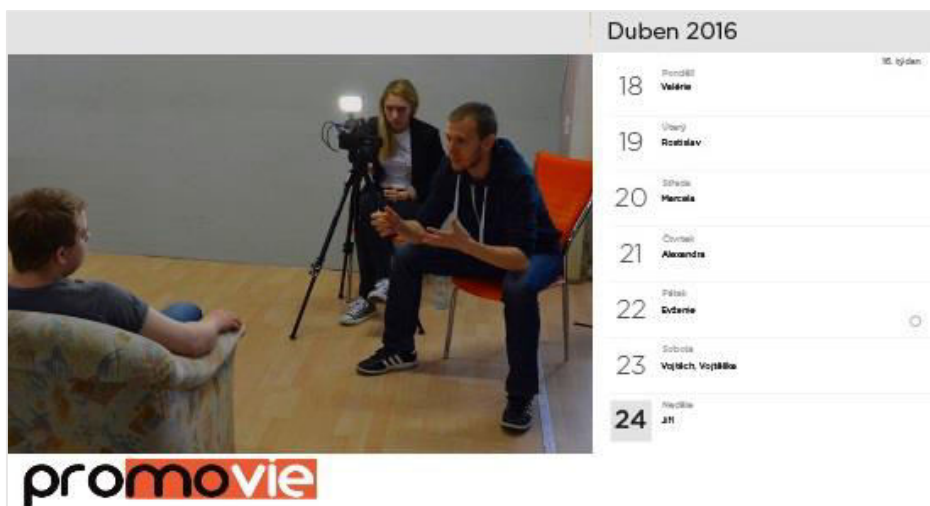 Duben 2016
16. týden
18
Pondělí
Valérie
19
Úterý
Rostislav
20
Středa
Marcela
21
Čtvrtek
Alexandra
22
Pátek
Evženie
23
Sobota
Vojtěch, Vojtěška
24
Neděle
Jiří
promovie